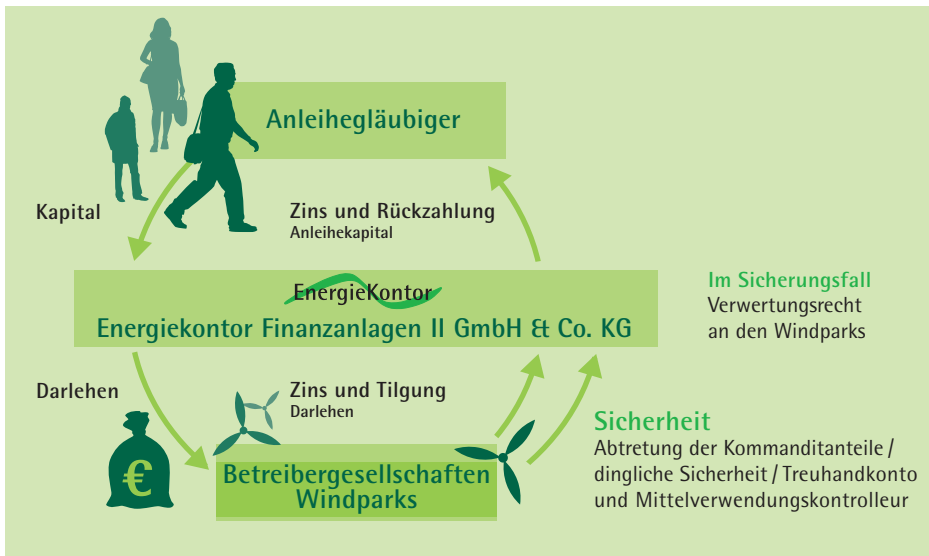 Anleihegläubiger
Kapital
Zins und Rückzahlung
Anleihekapital
EnergieKontor
Energiekontor Finanzanlagen II GmbH & Co. KG
Im Sicherungsfall
Verwertungsrecht
an den Windparks
Darlehen
Zins und Tilgung
Darlehen
€
Betreibergesellschaften
Windparks
Sicherheit
Abtretung der Kommanditanteile /
dingliche Sicherheit / Treuhandkonto
und Mittelverwendungskontrolleur